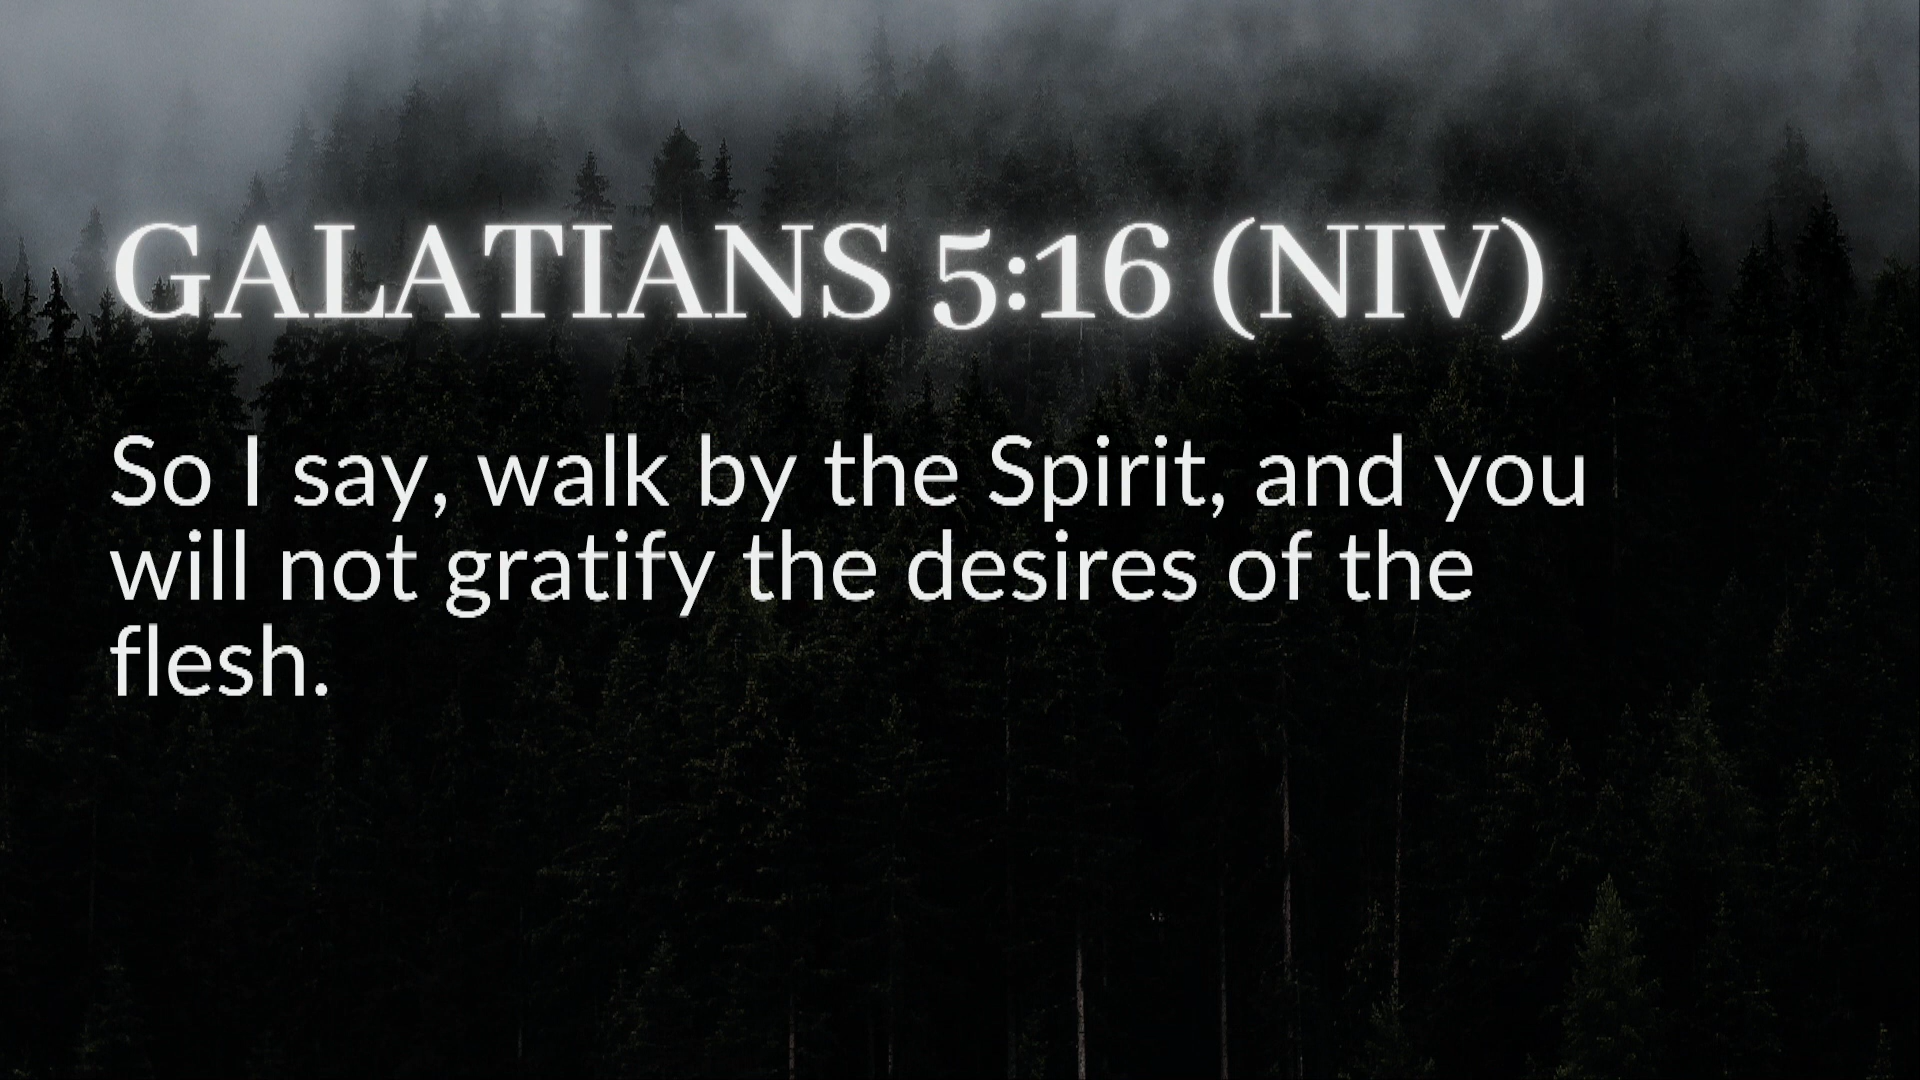 GALATIANS 5:16 (NIV)
So I say, walk by the Spirit, and you
will not gratify the desires of the
flesh.